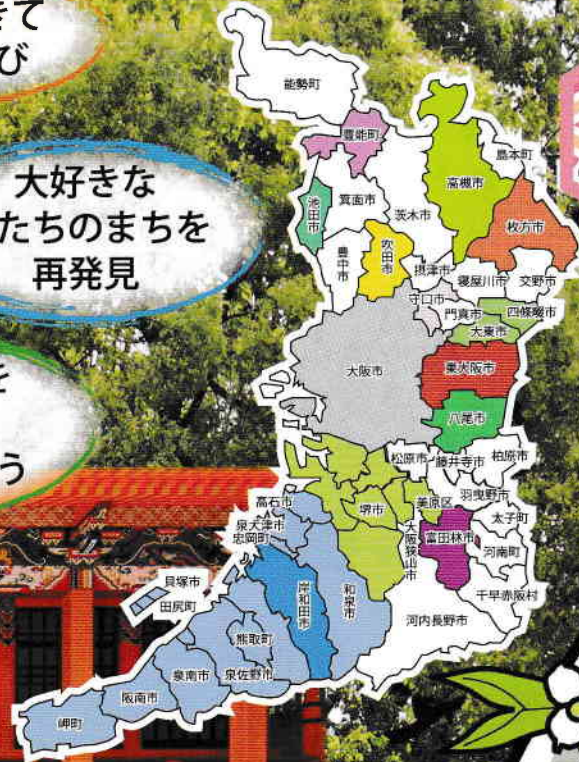 きて
び
大好きな
たちのまちを
再発見
を
う
能勢町
豊能町
島本町
高槻市
池田市
箕面市
茨木市
枚方市
豊中市
吹田市
摂津市
寝屋川市
交野市
守口市
門真市
四條畷市
大東市
大阪市
東大阪市
八尾市
松原市
藤井寺市
柏原市
高石市
堺市
美原区
羽曳野市
泉大津市
忠岡町
大阪狭山市
富田林市
太子町
河南町
貝塚市
田尻町
岸和田市
和泉市
千早赤阪村
河内長野市
熊取町
泉南市
泉佐野市
阪南市
岬町